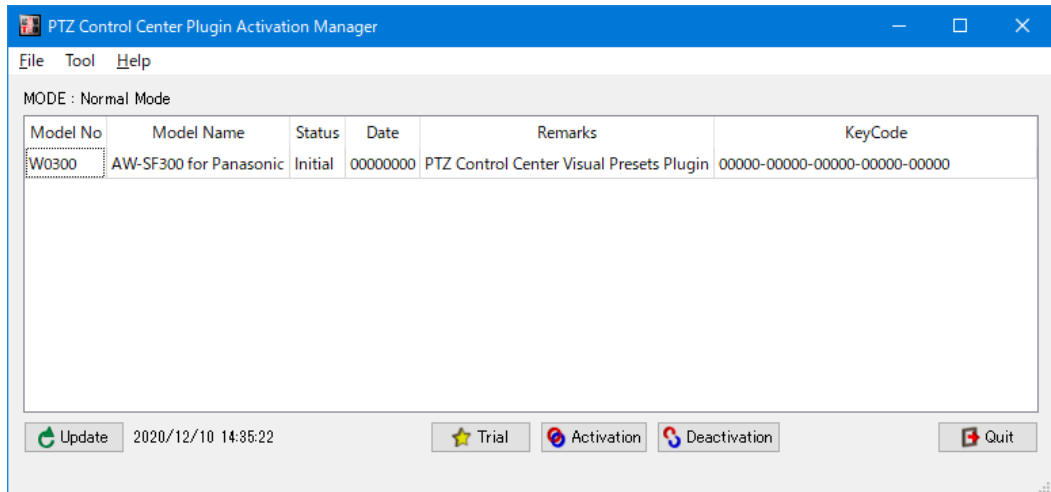 PTZ Control Center Plugin Activation Manager
File Tool Help
MODE : Normal Mode
Model No Model Name Status Date Remarks KeyCode
W0300 AW-SF300 for Panasonic Initial 00000000 PTZ Control Center Visual Presets Plugin 00000-00000-00000-00000-00000
Update 2020/12/10 14:35:22 Trial Activation Deactivation Quit